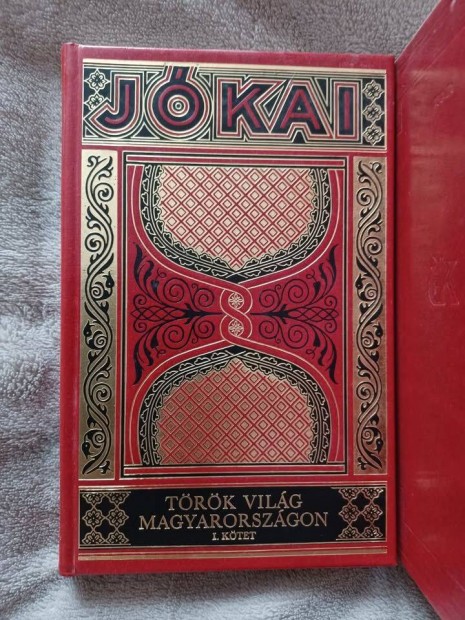 JÓKAI
TÖRÖK VILÁG
MAGYARORSZÁGON
I. KÖTET